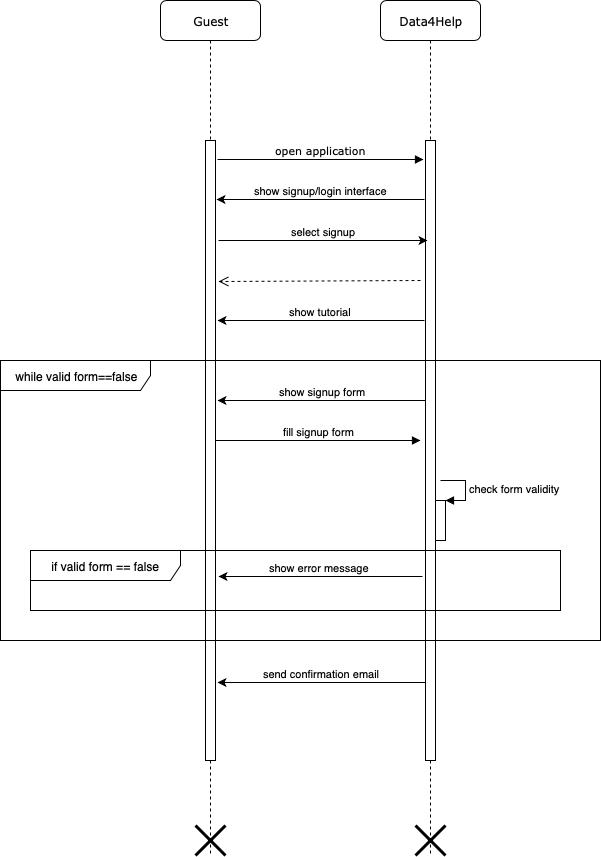 Guest
Data4Help
open application
show signup/login interface
select signup
show tutorial
while valid form==false
show signup form
fill signup form
check form validity
if valid form == false
show error message
send confirmation email